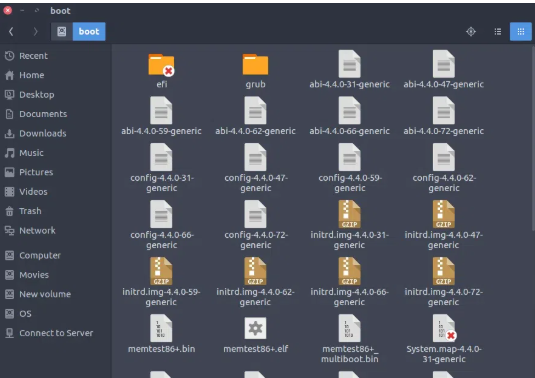 boot
boot
Recent
Home
Desktop
Documents
Downloads
Music
Pictures
Videos
Trash
Network
Computer
Movies
New volume
OS
Connect to Server
efi
grub
abi-4.4.0-31-generic
abi-4.4.0-47-generic
abi-4.4.0-59-generic
abi-4.4.0-62-generic
abi-4.4.0-66-generic
abi-4.4.0-72-generic
config-4.4.0-31-
generic
config-4.4.0-47-
generic
config-4.4.0-59-
generic
config-4.4.0-62-
generic
config-4.4.0-66-
generic
config-4.4.0-72-
generic
GZIP
initrd.img-4.4.0-31-
generic
GZIP
initrd.img-4.4.0-47-
generic
GZIP
initrd.img-4.4.0-59-
generic
GZIP
initrd.img-4.4.0-62-
generic
GZIP
initrd.img-4.4.0-66-
generic
GZIP
initrd.img-4.4.0-72-
generic
memtest86+.bin
memtest86+.elf
memtest86+_
multiboot.bin
System.map-4.4.0-
31-generic